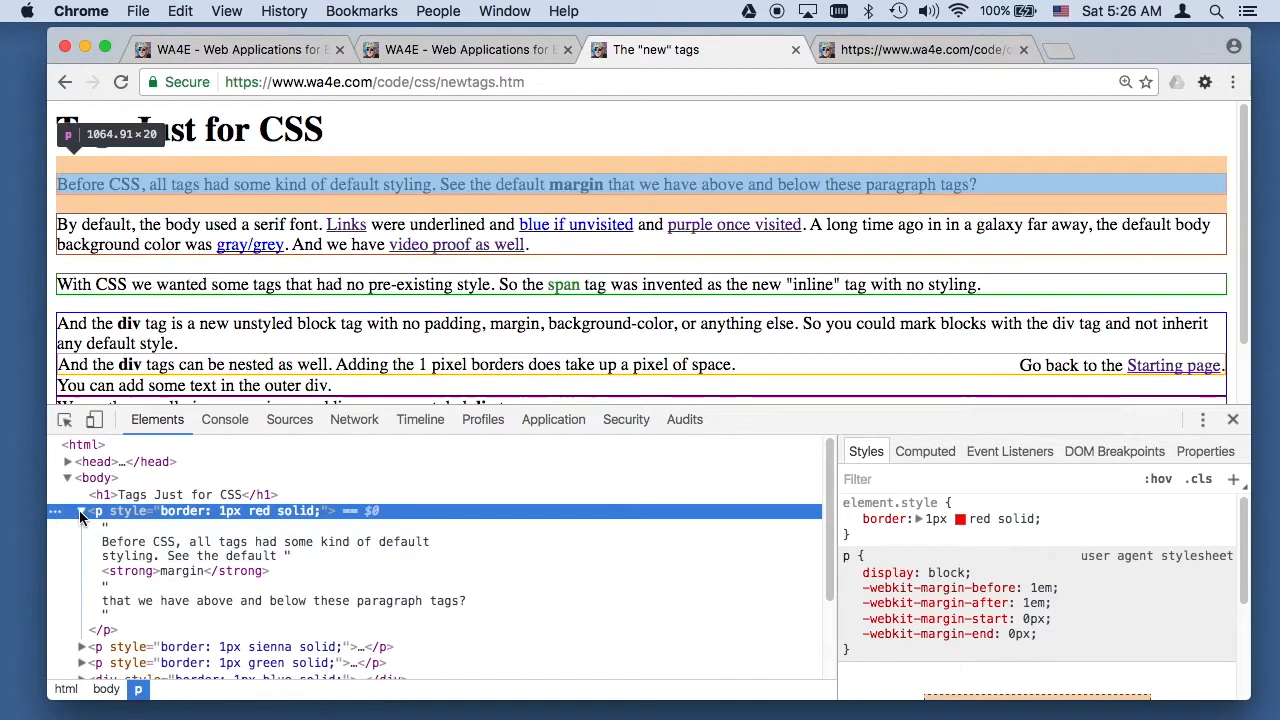 Chrome File Edit View History Bookmarks People Window Help 100% Sat 5:26 AM
WA4E - Web Applications for E WA4E - Web Applications for E The "new" tags https://www.wa4e.com/code/c
Secure https://www.wa4e.com/code/css/newtags.htm
Tags Just for CSS
p 1064.91×20
Before CSS, all tags had some kind of default styling. See the default margin that we have above and below these paragraph tags?
By default, the body used a serif font. Links were underlined and blue if unvisited and purple once visited. A long time ago in in a galaxy far away, the default body
background color was gray/grey. And we have video proof as well.
With CSS we wanted some tags that had no pre-existing style. So the span tag was invented as the new "inline" tag with no styling.
And the div tag is a new unstyled block tag with no padding, margin, background-color, or anything else. So you could mark blocks with the div tag and not inherit
any default style.
And the div tags can be nested as well. Adding the 1 pixel borders does take up a pixel of space. Go back to the Starting page.
You can add some text in the outer div.
Elements Console Sources Network Timeline Profiles Application Security Audits
<html>
<head>…</head>
<body>
<h1>Tags Just for CSS</h1>
<p style="border: 1px red solid;"> == $0
"
Before CSS, all tags had some kind of default
styling. See the default "
<strong>margin</strong>
"
that we have above and below these paragraph tags?
"
</p>
<p style="border: 1px sienna solid;">…</p>
<p style="border: 1px green solid;">…</p>
<div style="border: 1px blue solid;">…</div>
html body p
Styles Computed Event Listeners DOM Breakpoints Properties
Filter :hov .cls +
element.style {
border: 1px red solid;
}
p { user agent stylesheet
display: block;
-webkit-margin-before: 1em;
-webkit-margin-after: 1em;
-webkit-margin-start: 0px;
-webkit-margin-end: 0px;
}